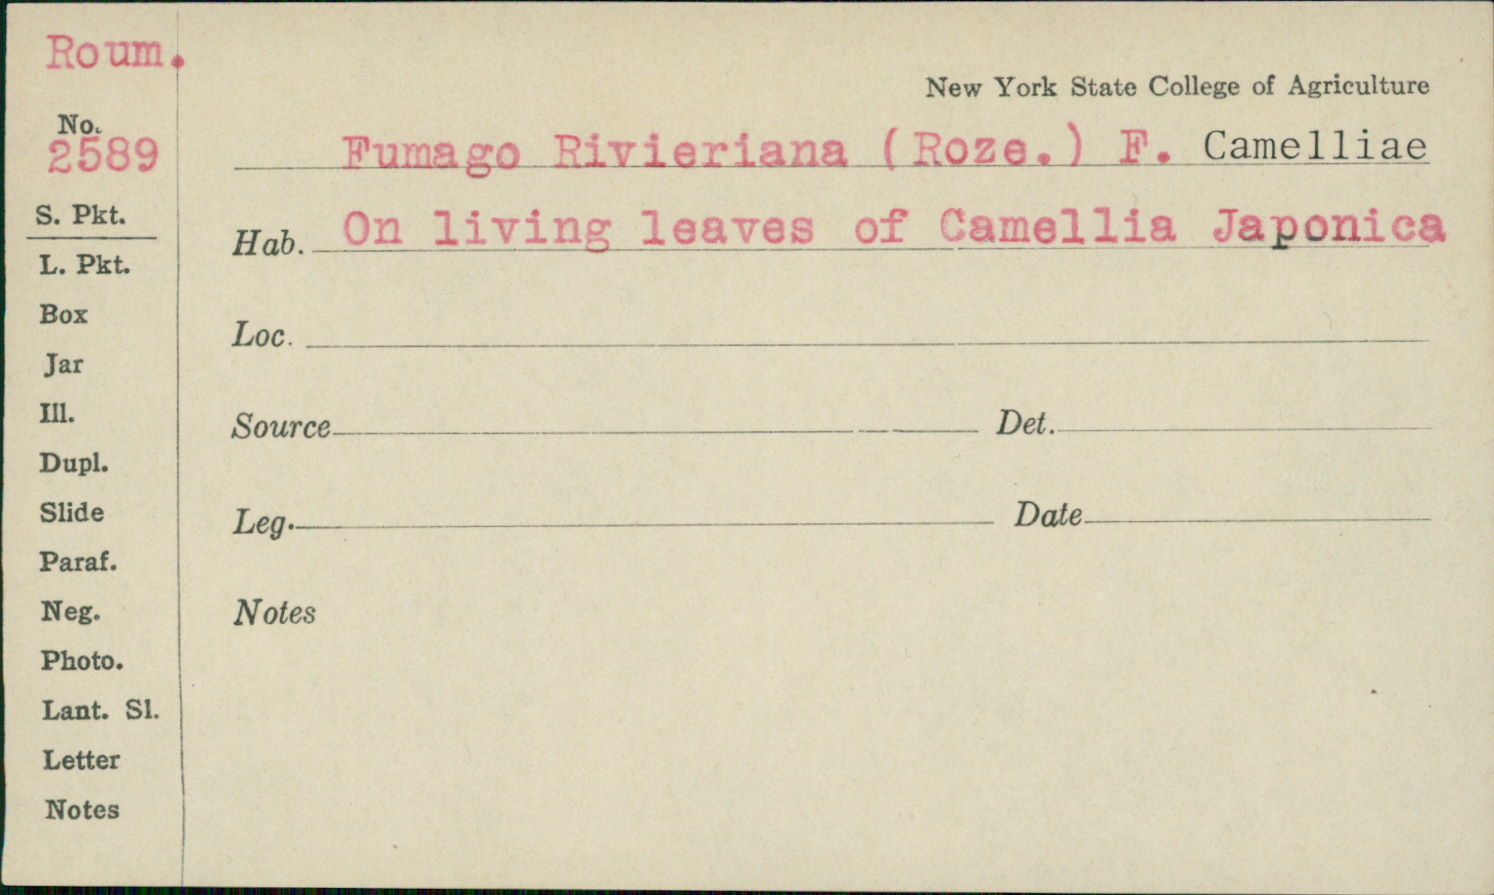 Roum.
New York State College of Agriculture
No.
2589
Fumago Rivieriana (Roze.) F. Camelliae
S. Pkt.
Hab. On living leaves of Camellia Japonica
L. Pkt.
Box
Loc.
Jar
Ill.
Source Det.
Dupl.
Slide
Leg. Date
Paraf.
Neg.
Notes
Photo.
Lant. Sl.
Letter
Notes